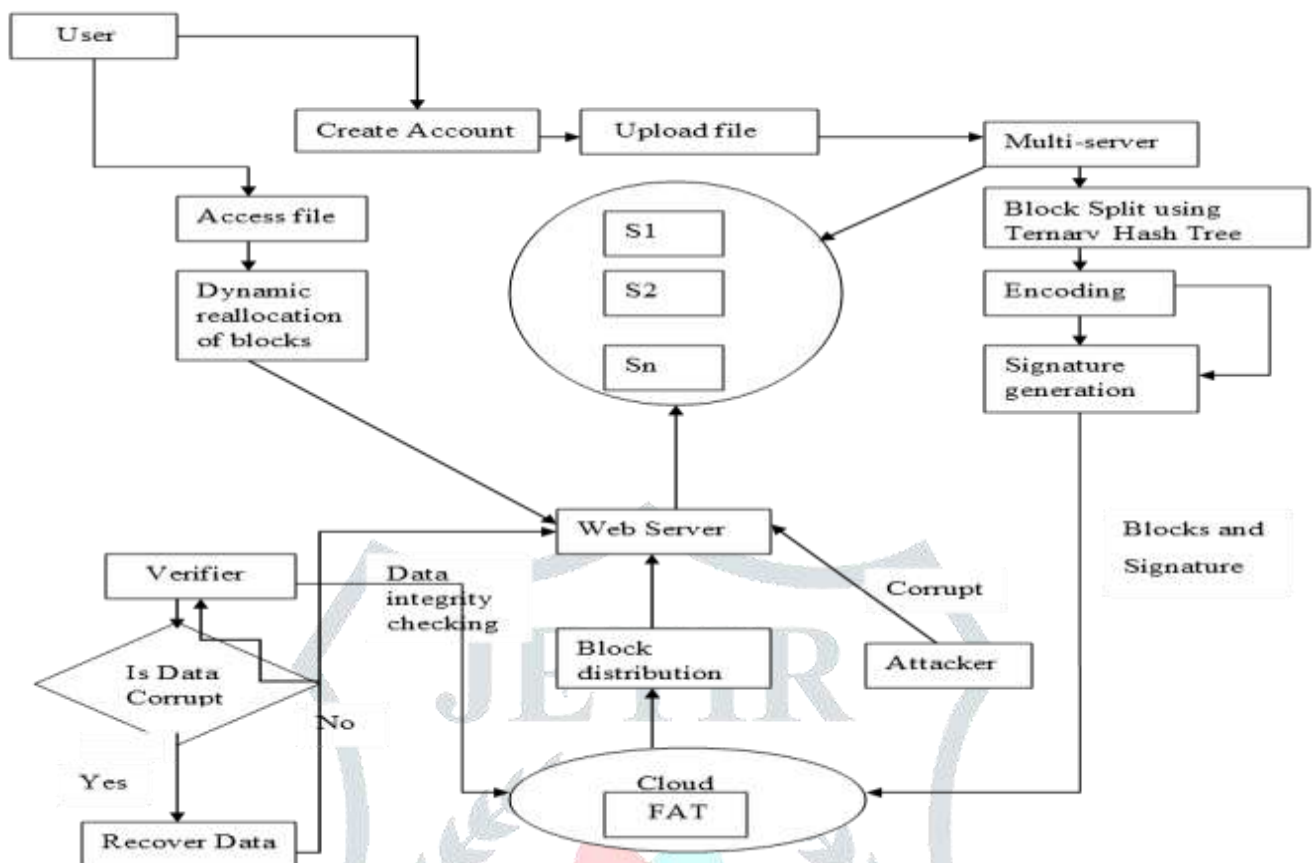 User
Create Account
Upload file
Multi-server
Access file
S1
Block Split using
Ternary Hash Tree
S2
Encoding
Dynamic
reallocation
of blocks
Sn
Signature
generation
Web Server
Blocks and
Signature
Verifier
Data
integrity
checking
Corrupt
Is Data
Corrupt
Block
distribution
Attacker
JETIR
No
Yes
Cloud
FAT
Recover Data